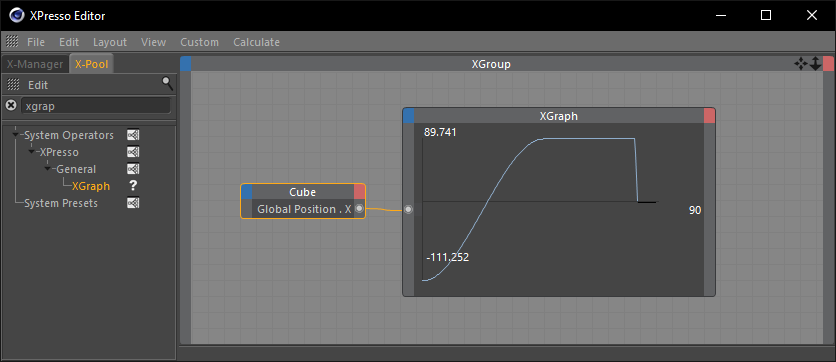 XPresso Editor
File Edit Layout View Custom Calculate
X-Manager X-Pool
Edit
xgrap
System Operators
XPresso
General
XGraph ?
System Presets
XGroup
Cube
Global Position . X
XGraph
89.741
90
-111.252